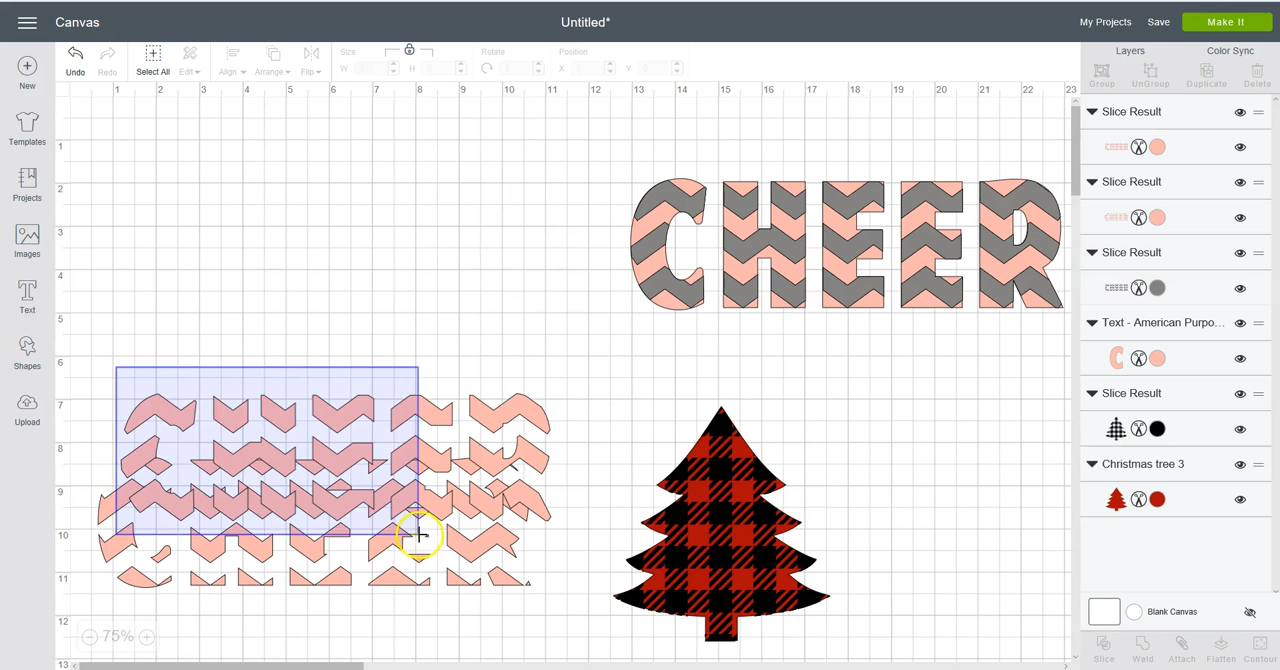 Canvas
Untitled*
My Projects
Save
Make It
New
Templates
Projects
Images
Text
Shapes
Upload
Undo
Redo
Select All
Edit
Align
Arrange
Flip
Size
W
H
Rotate
Position
X
Y
1 2 3 4 5 6 7 8 9 10 11 12 13 14 15 16 17 18 19 20 21 22 23
1
2
3
4
5
6
7
8
9
10
11
12
13
CHEER
75%
Layers
Color Sync
Group
UnGroup
Duplicate
Delete
Slice Result
CHEER
Slice Result
CHEER
Slice Result
CHEER
Text - American Purpo...
C
Slice Result
Christmas tree 3
Blank Canvas
Slice
Weld
Attach
Flatten
Contour